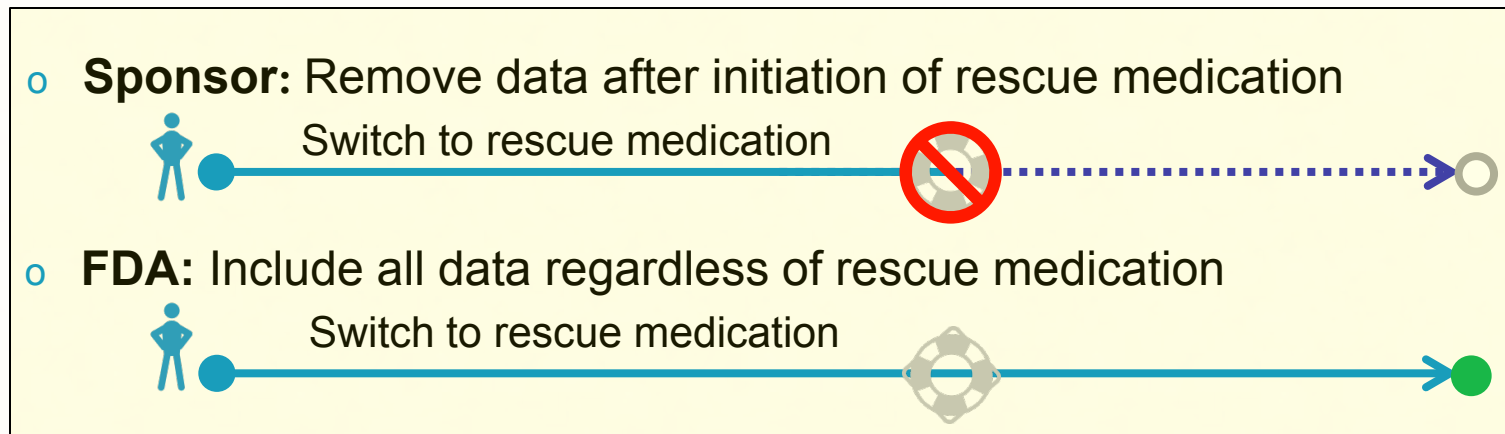 o Sponsor: Remove data after initiation of rescue medication
Switch to rescue medication
o FDA: Include all data regardless of rescue medication
Switch to rescue medication